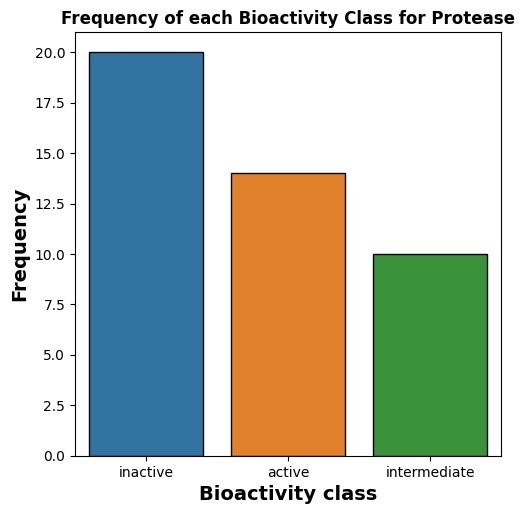 Frequency of each Bioactivity Class for Protease
Frequency
20.0
17.5
15.0
12.5
10.0
7.5
5.0
2.5
0.0
inactive active intermediate
Bioactivity class